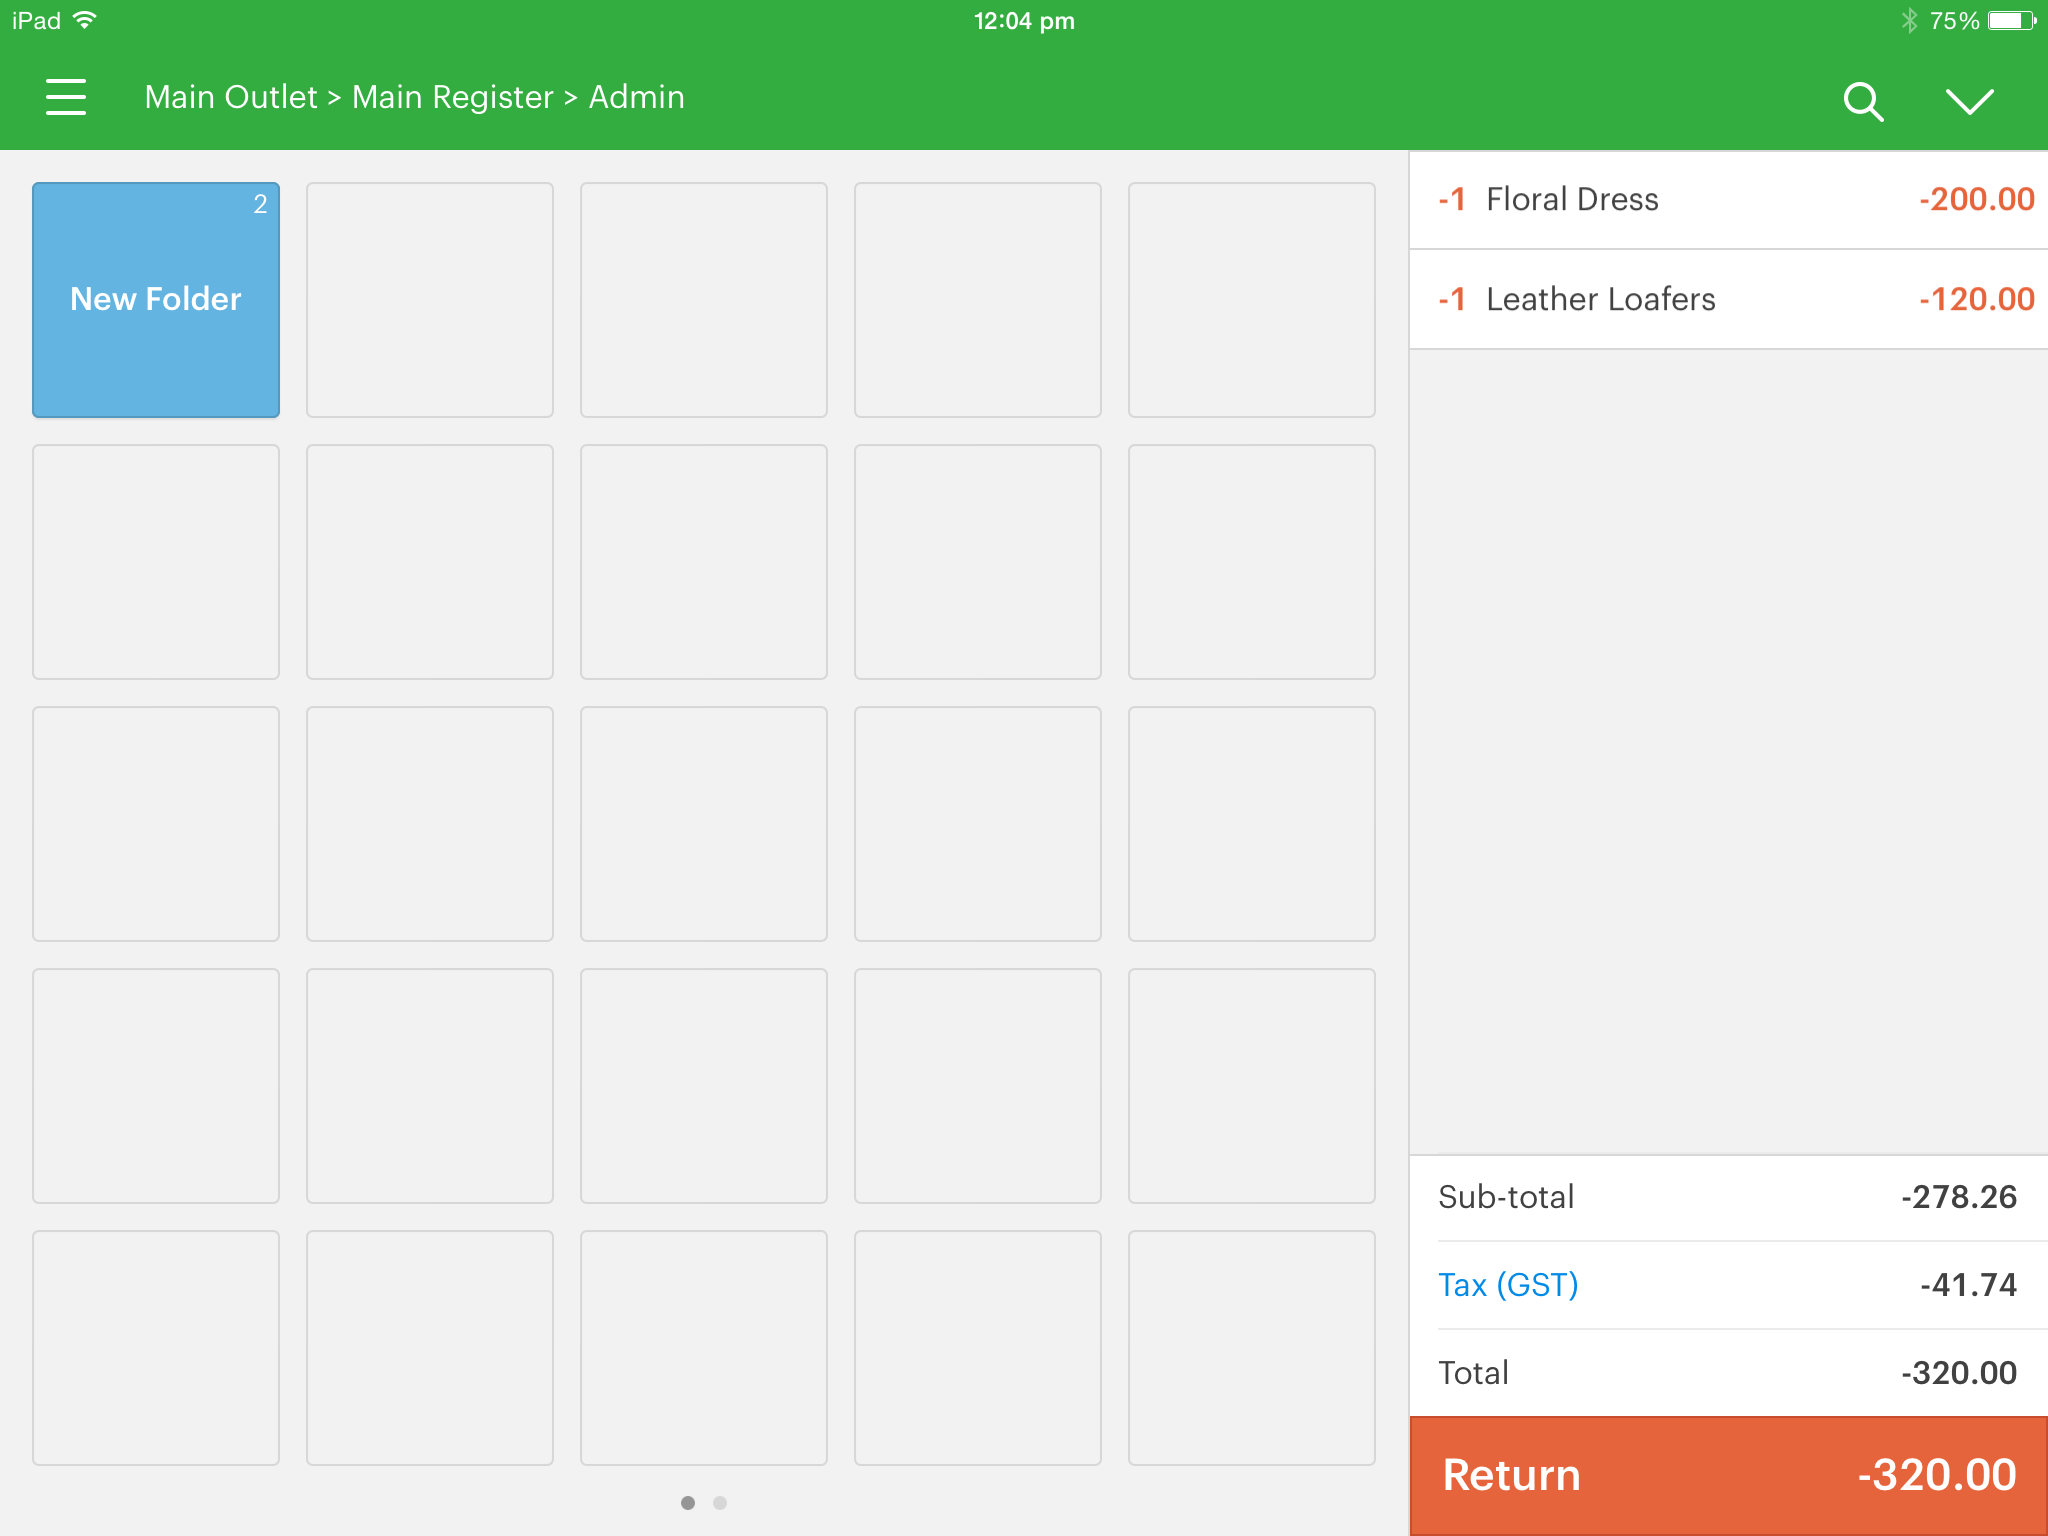 iPad 12:04 pm 75%
Main Outlet > Main Register > Admin
2
New Folder
-1 Floral Dress -200.00
-1 Leather Loafers -120.00
Sub-total -278.26
Tax (GST) -41.74
Total -320.00
Return -320.00